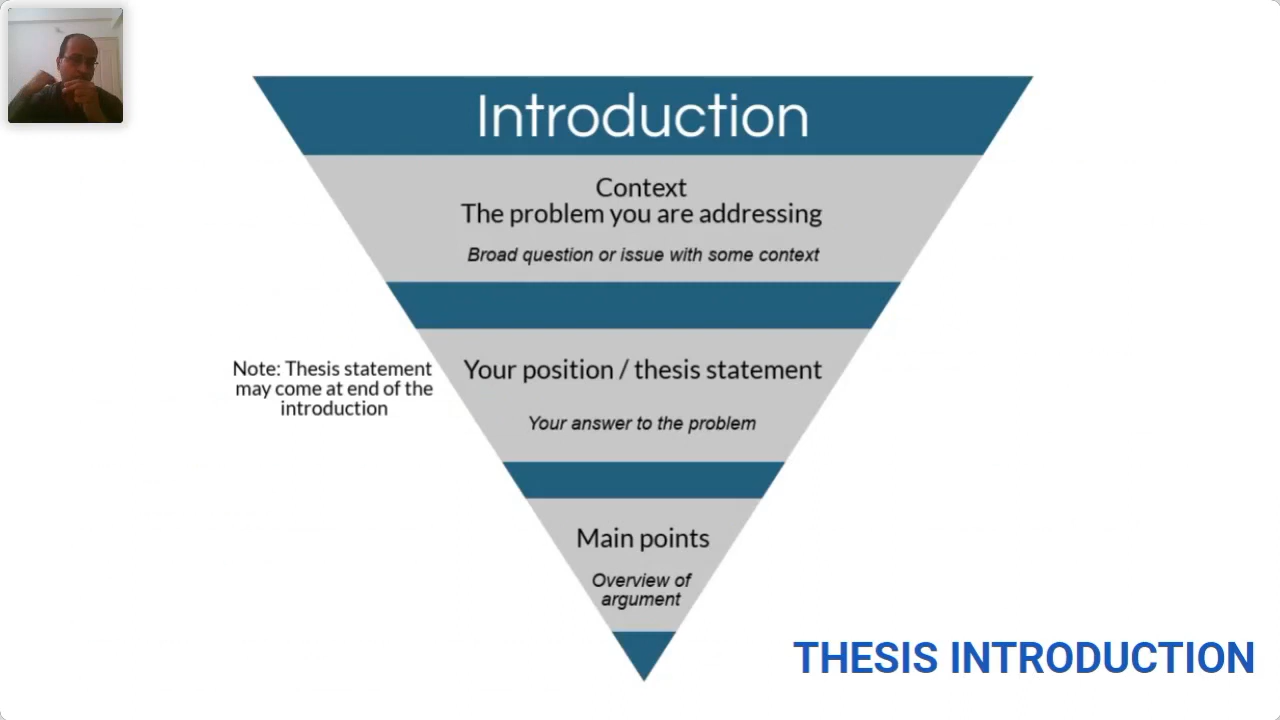 Introduction
Context
The problem you are addressing
Broad question or issue with some context
Note: Thesis statement
may come at end of the
introduction
Your position / thesis statement
Your answer to the problem
Main points
Overview of
argument
THESIS INTRODUCTION